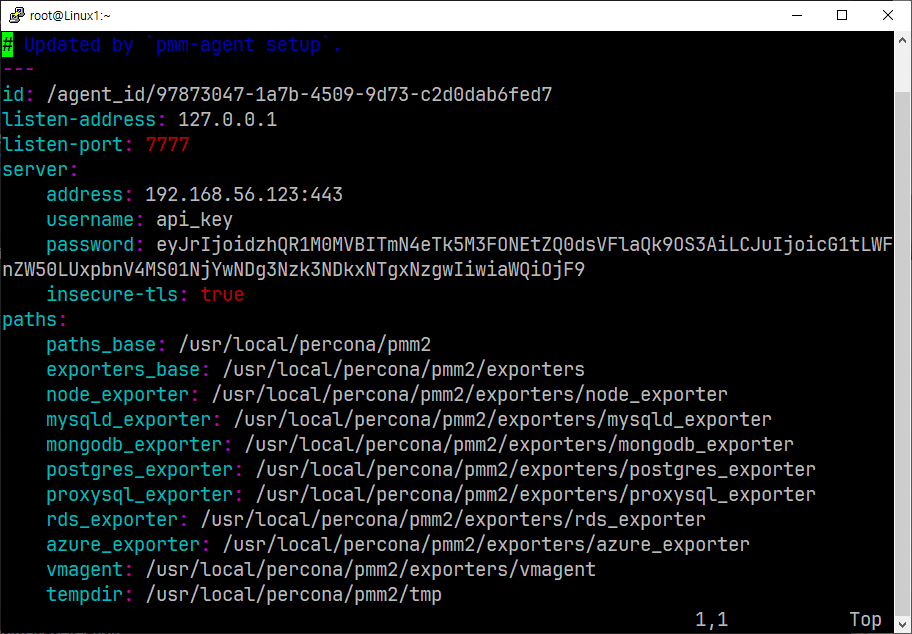 root@Linux1:~
# Updated by `pmm-agent setup`.
---
id: /agent_id/97873047-1a7b-4509-9d73-c2d0dab6fed7
listen-address: 127.0.0.1
listen-port: 7777
server:
    address: 192.168.56.123:443
    username: api_key
    password: eyJrIjoidzhQR1M0MVBITmN4eTk5M3FONEtZQ0dsVFlaQk9OS3AiLCJuIjoicG1tLWF
nZW50LUxpbnV4MS01NjYwNDg3Nzk3NDkxNTgxNzgwIiwiaWQiOjF9
    insecure-tls: true
paths:
    paths_base: /usr/local/percona/pmm2
    exporters_base: /usr/local/percona/pmm2/exporters
    node_exporter: /usr/local/percona/pmm2/exporters/node_exporter
    mysqld_exporter: /usr/local/percona/pmm2/exporters/mysqld_exporter
    mongodb_exporter: /usr/local/percona/pmm2/exporters/mongodb_exporter
    postgres_exporter: /usr/local/percona/pmm2/exporters/postgres_exporter
    proxysql_exporter: /usr/local/percona/pmm2/exporters/proxysql_exporter
    rds_exporter: /usr/local/percona/pmm2/exporters/rds_exporter
    azure_exporter: /usr/local/percona/pmm2/exporters/azure_exporter
    vmagent: /usr/local/percona/pmm2/exporters/vmagent
    tempdir: /usr/local/percona/pmm2/tmp
1,1 Top